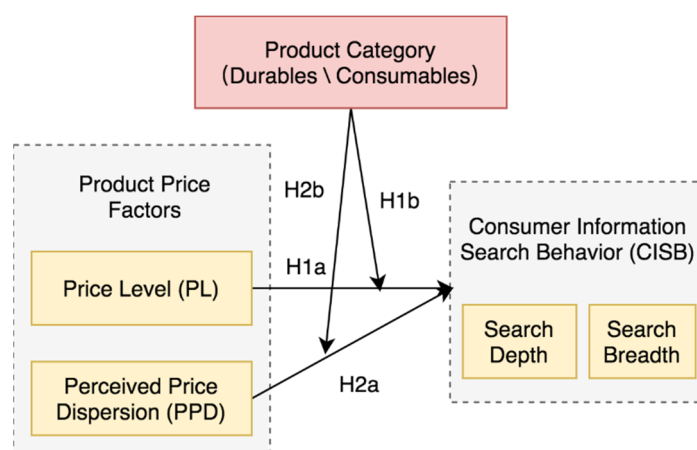 Product Category
(Durables \ Consumables)
Product Price
Factors
H2b
H1b
Consumer Information
Search Behavior (CISB)
H1a
Price Level (PL)
Search
Depth
Search
Breadth
Perceived Price
Dispersion (PPD)
H2a